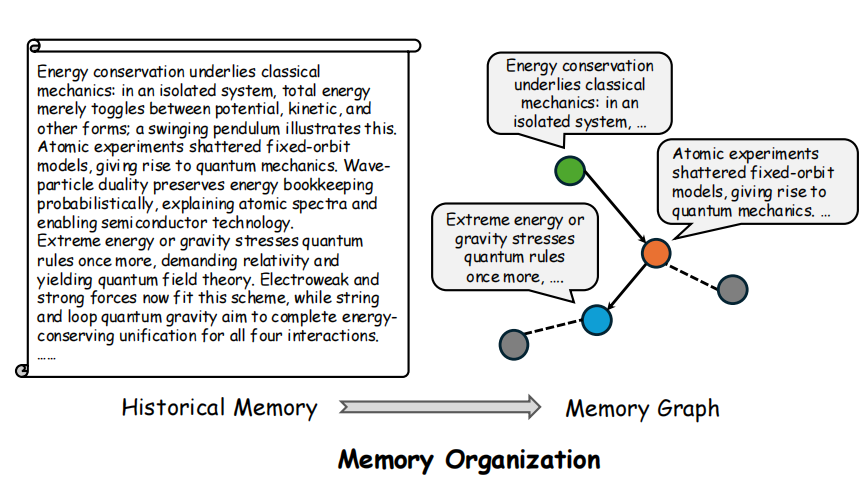 Energy conservation underlies classical
mechanics: in an isolated system, total energy
merely toggles between potential, kinetic, and
other forms; a swinging pendulum illustrates this.
Atomic experiments shattered fixed-orbit
models, giving rise to quantum mechanics. Wave-
particle duality preserves energy bookkeeping
probabilistically, explaining atomic spectra and
enabling semiconductor technology.
Extreme energy or gravity stresses quantum
rules once more, demanding relativity and
yielding quantum field theory. Electroweak and
strong forces now fit this scheme, while string
and loop quantum gravity aim to complete energy-
conserving unification for all four interactions.
......
Energy conservation
underlies classical
mechanics: in an
isolated system, ...
Atomic experiments
shattered fixed-orbit
models, giving rise to
quantum mechanics. ...
Extreme energy or
gravity stresses
quantum rules
once more, ....
Historical Memory
Memory Graph
Memory Organization